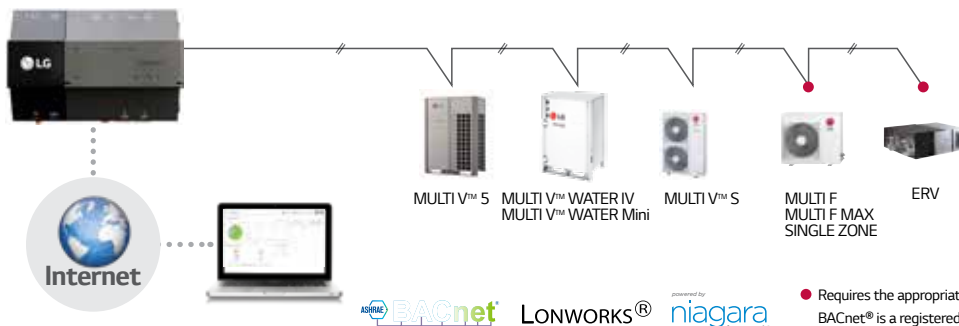 LG
MULTI V™ 5
MULTI V™ WATER IV
MULTI V™ WATER Mini
MULTI V™ S
MULTI F
MULTI F MAX
SINGLE ZONE
ERV
Internet
ASHRAE BACnet®
LONWORKS®
powered by
niagara
Requires the appropriat
BACnet® is a registered